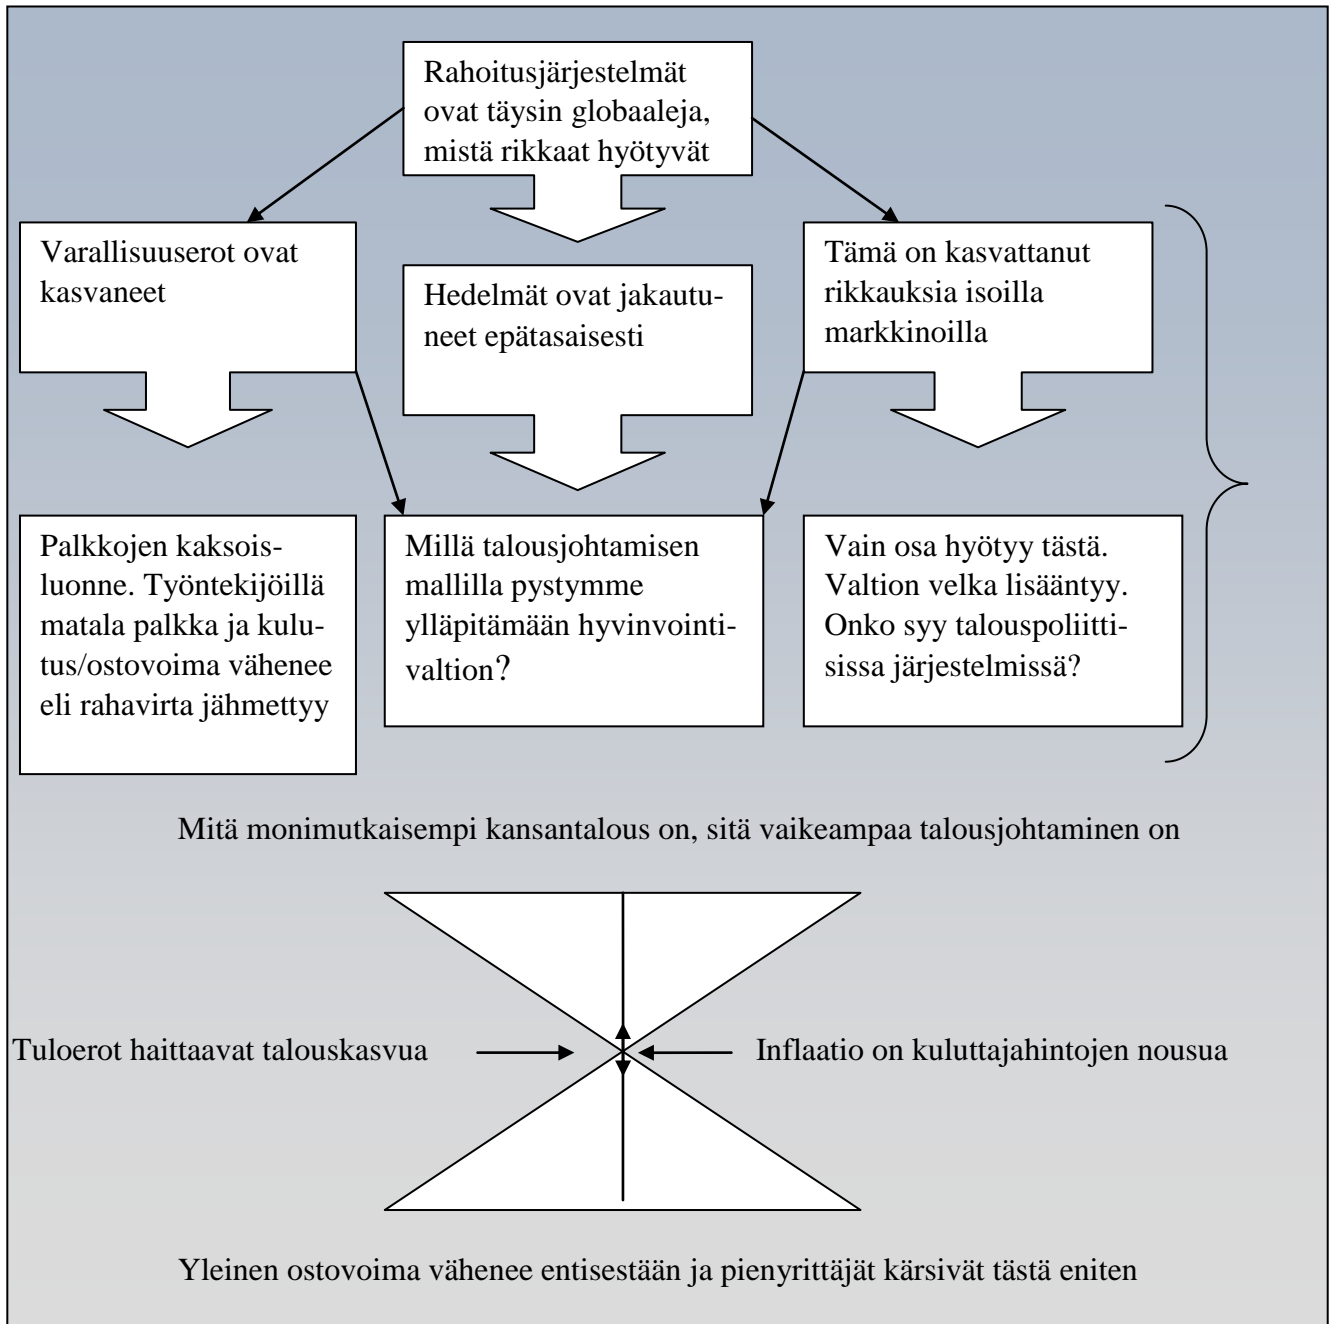 Rahoitusjärjestelmät
ovat täysin globaaleja,
mistä rikkaat hyötyvät
Varallisuuserot ovat
kasvaneet
Hedelmät ovat jakautu-
neet epätasaisesti
Tämä on kasvattanut
rikkauksia isoilla
markkinoilla
Palkkojen kaksois-
luonne. Työntekijöillä
matala palkka ja kulu-
tus/ostovoima vähenee
eli rahavirta jähmettyy
Millä talousjohtamisen
mallilla pystymme
ylläpitämään hyvinvointi-
valtion?
Vain osa hyötyy tästä.
Valtion velka lisääntyy.
Onko syy talouspoliitti-
sissa järjestelmissä?
Mitä monimutkaisempi kansantalous on, sitä vaikeampaa talousjohtaminen on
Tuloerot haittaavat talouskasvua
Inflaatio on kuluttajahintojen nousua
Yleinen ostovoima vähenee entisestään ja pienyrittäjät kärsivät tästä eniten